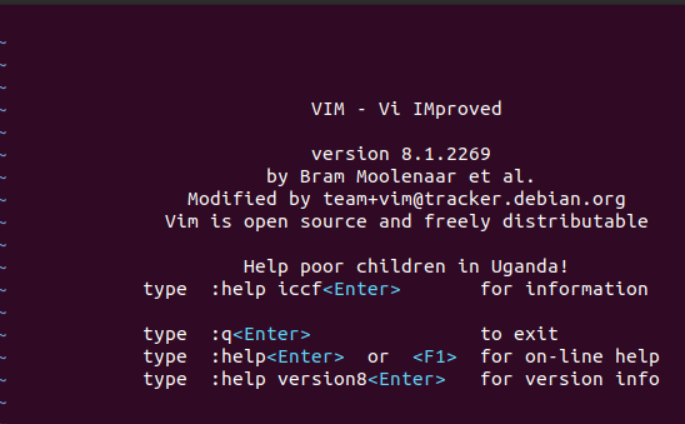 ~
~
~
~ VIM - Vi IMproved
~
~ version 8.1.2269
~ by Bram Moolenaar et al.
~ Modified by team+vim@tracker.debian.org
~ Vim is open source and freely distributable
~
~ Help poor children in Uganda!
~ type :help iccf<Enter> for information
~
~ type :q<Enter> to exit
~ type :help<Enter> or <F1> for on-line help
~ type :help version8<Enter> for version info
~